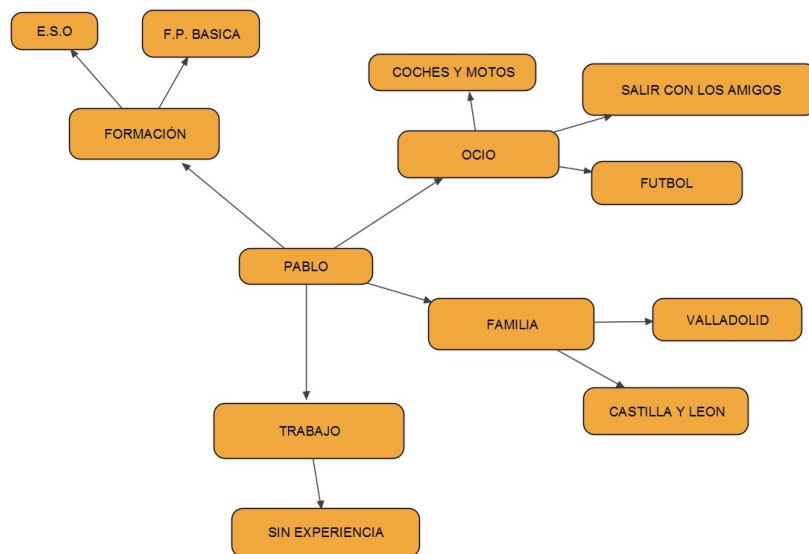 E.S.O
F.P. BASICA
FORMACIÓN
COCHES Y MOTOS
SALIR CON LOS AMIGOS
OCIO
FUTBOL
PABLO
FAMILIA
VALLADOLID
CASTILLA Y LEON
TRABAJO
SIN EXPERIENCIA